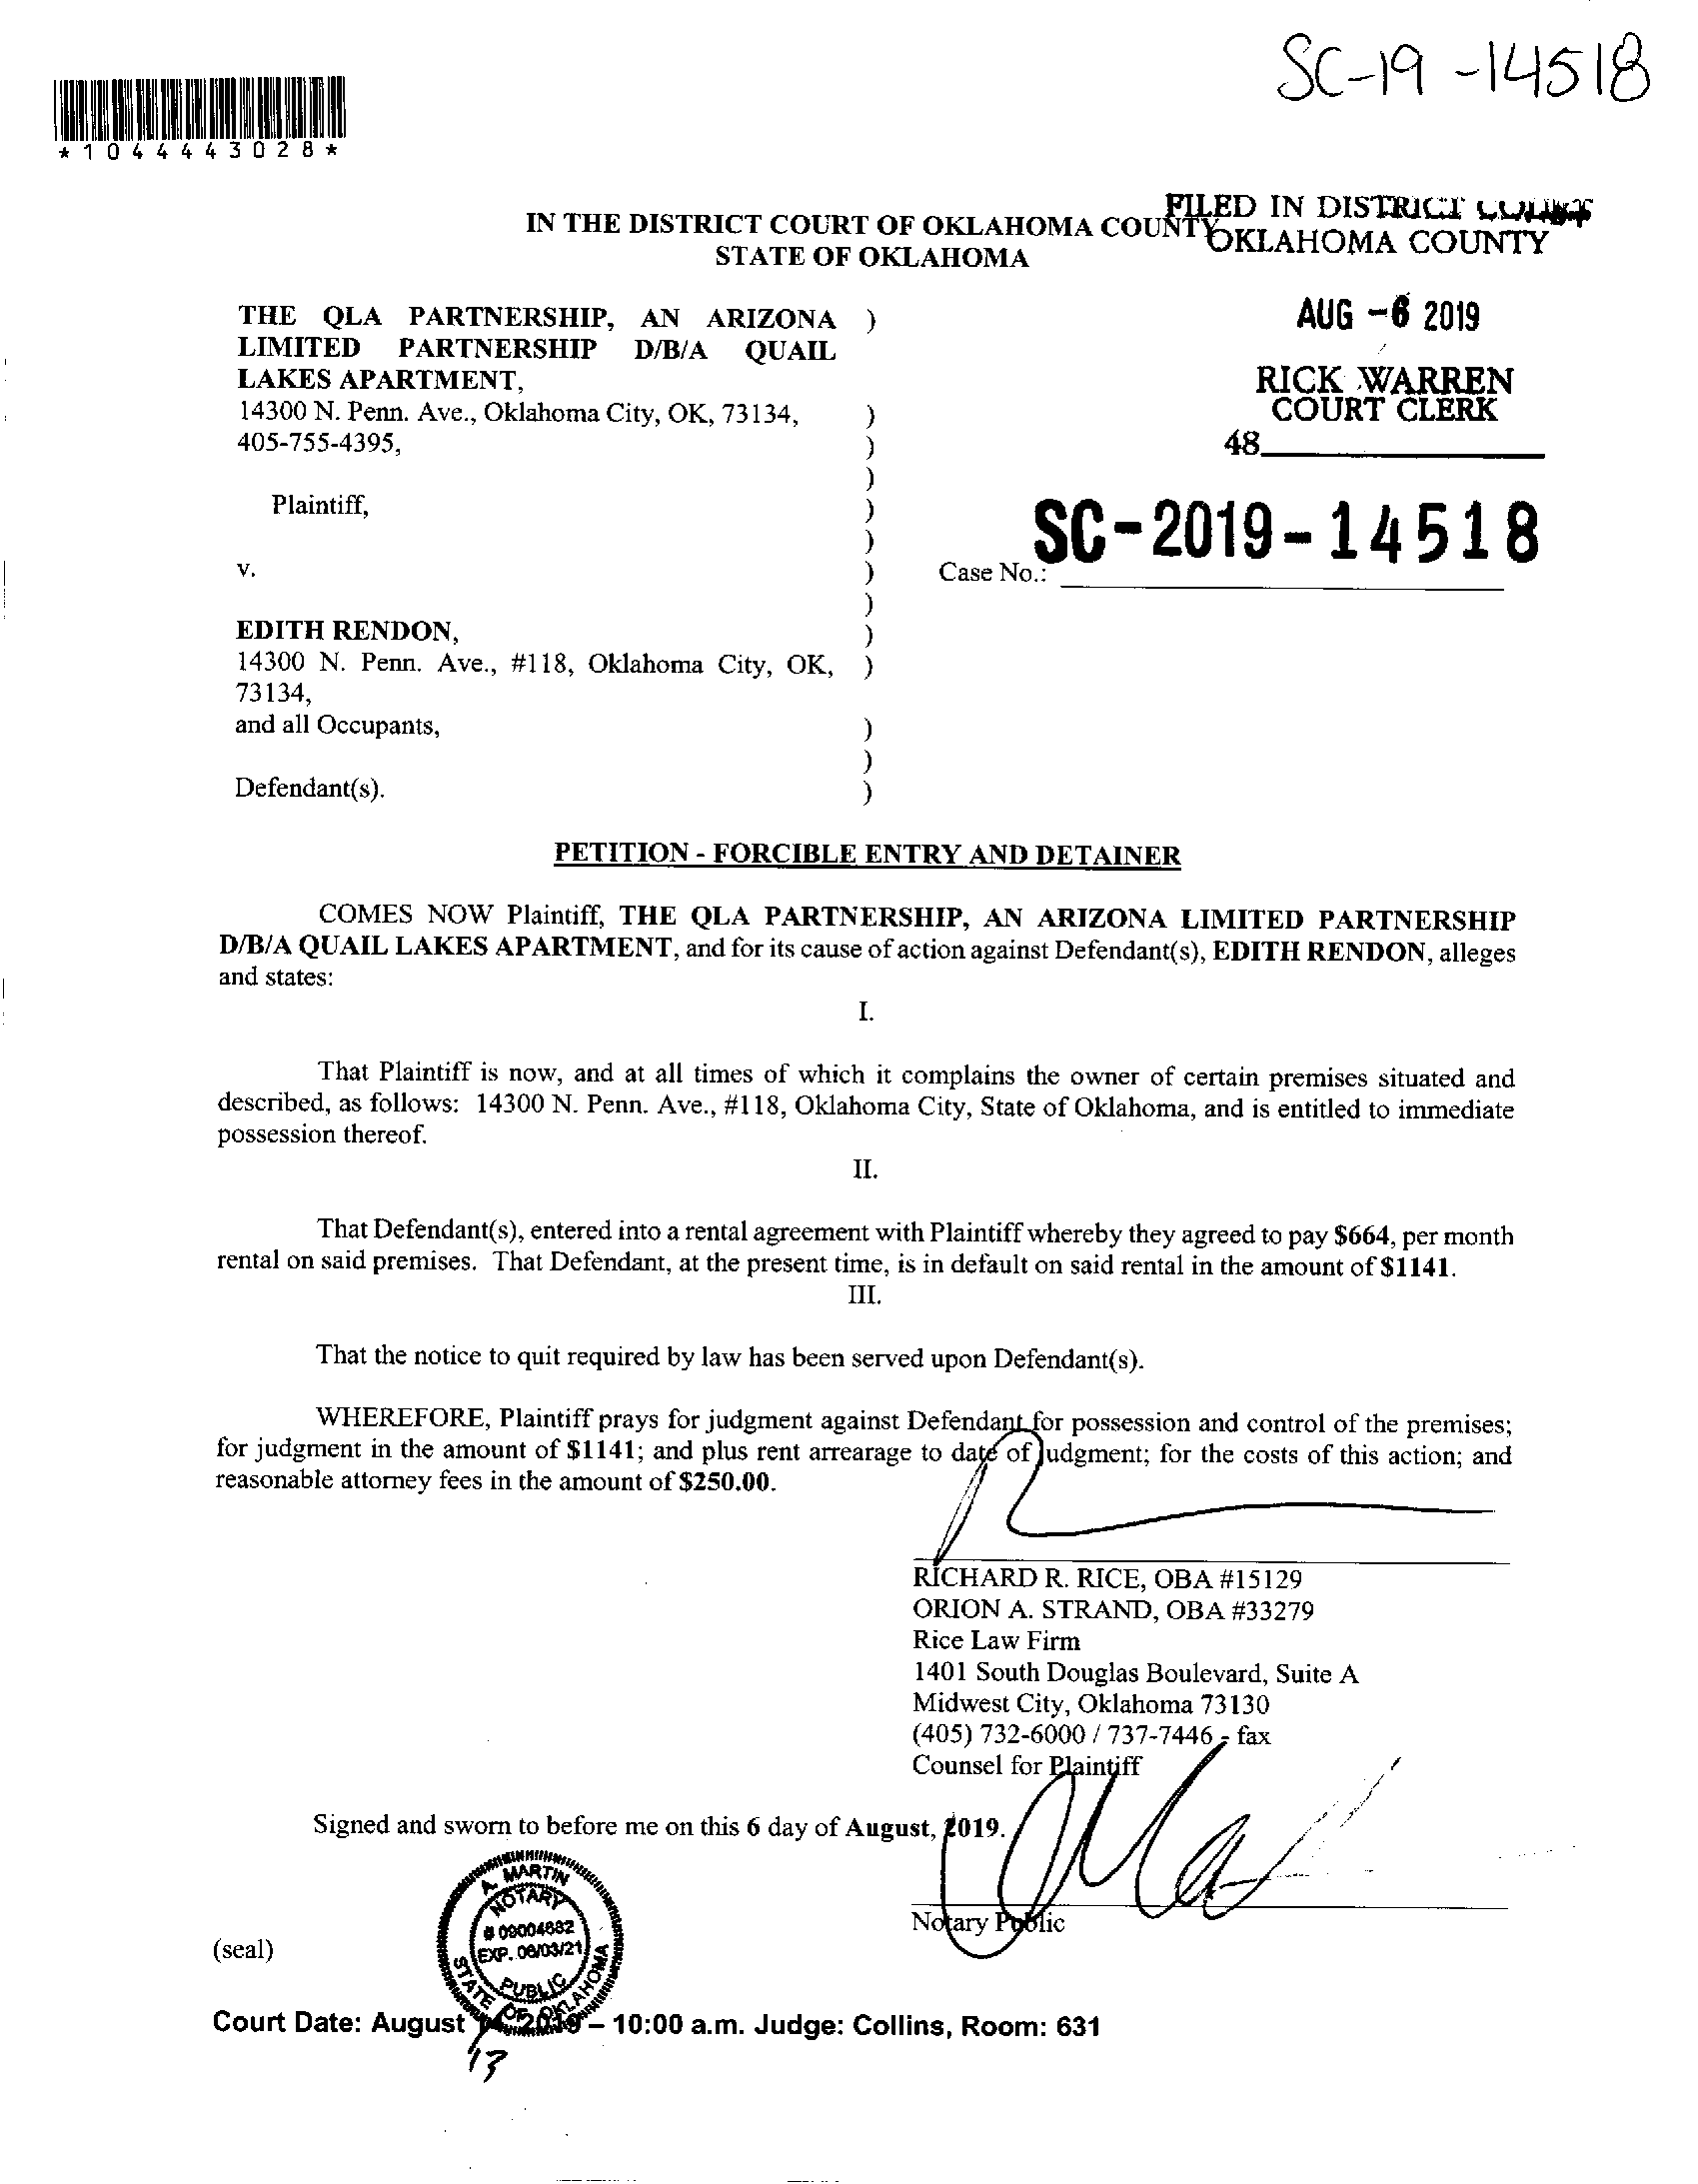 SC-19-14518
*1044443028*
IN THE DISTRICT COURT OF OKLAHOMA COUNTY
STATE OF OKLAHOMA
FILED IN DISTRICT COURT
OKLAHOMA COUNTY
AUG -6 2019
RICK WARREN
COURT CLERK
48
THE QLA PARTNERSHIP, AN ARIZONA )
LIMITED PARTNERSHIP D/B/A QUAIL
LAKES APARTMENT,
14300 N. Penn. Ave., Oklahoma City, OK, 73134, )
405-755-4395, )
)
Plaintiff, )
)
v. )
SC-2019-14518
Case No.:
)
EDITH RENDON, )
14300 N. Penn. Ave., #118, Oklahoma City, OK, )
73134,
and all Occupants, )
)
Defendant(s). )
PETITION - FORCIBLE ENTRY AND DETAINER
COMES NOW Plaintiff, THE QLA PARTNERSHIP, AN ARIZONA LIMITED PARTNERSHIP
D/B/A QUAIL LAKES APARTMENT, and for its cause of action against Defendant(s), EDITH RENDON, alleges
and states:
I.
That Plaintiff is now, and at all times of which it complains the owner of certain premises situated and
described, as follows: 14300 N. Penn. Ave., #118, Oklahoma City, State of Oklahoma, and is entitled to immediate
possession thereof.
II.
That Defendant(s), entered into a rental agreement with Plaintiff whereby they agreed to pay $664, per month
rental on said premises. That Defendant, at the present time, is in default on said rental in the amount of $1141.
III.
That the notice to quit required by law has been served upon Defendant(s).
WHEREFORE, Plaintiff prays for judgment against Defendant for possession and control of the premises;
for judgment in the amount of $1141; and plus rent arrearage to date of judgment; for the costs of this action; and
reasonable attorney fees in the amount of $250.00.
RICHARD R. RICE, OBA #15129
ORION A. STRAND, OBA #33279
Rice Law Firm
1401 South Douglas Boulevard, Suite A
Midwest City, Oklahoma 73130
(405) 732-6000 / 737-7446 - fax
Counsel for Plaintiff
Signed and sworn to before me on this 6 day of August, 2019.
Notary Public
(seal)
A. MARTIN
NOTARY
# 09004682
EXP. 06/03/21
PUBLIC
STATE OF OKLAHOMA
Court Date: August 2019 – 10:00 a.m. Judge: Collins, Room: 631
13